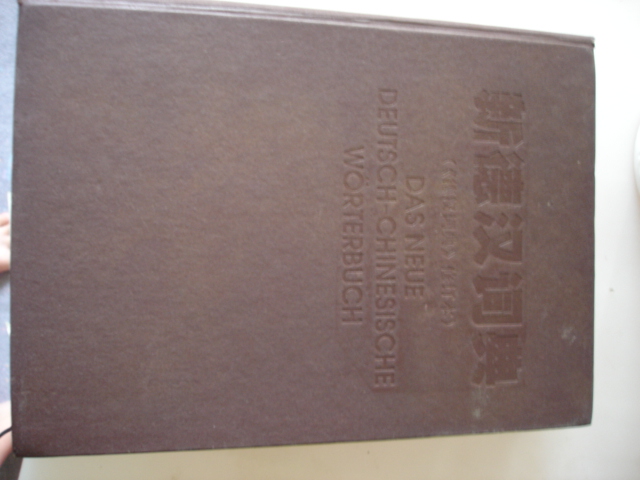 新德汉词典
DAS NEUE
DEUTSCH-CHINESISCHE
WÖRTERBUCH